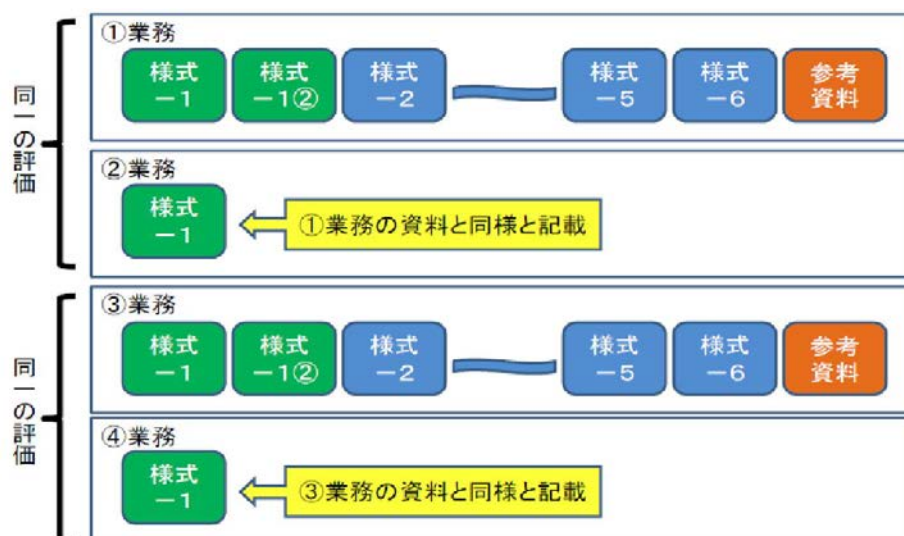 同一の評価
①業務
様式
－1
様式
－1②
様式
－2
様式
－5
様式
－6
参考
資料
②業務
様式
－1
①業務の資料と同様と記載
同一の評価
③業務
様式
－1
様式
－1②
様式
－2
様式
－5
様式
－6
参考
資料
④業務
様式
－1
③業務の資料と同様と記載